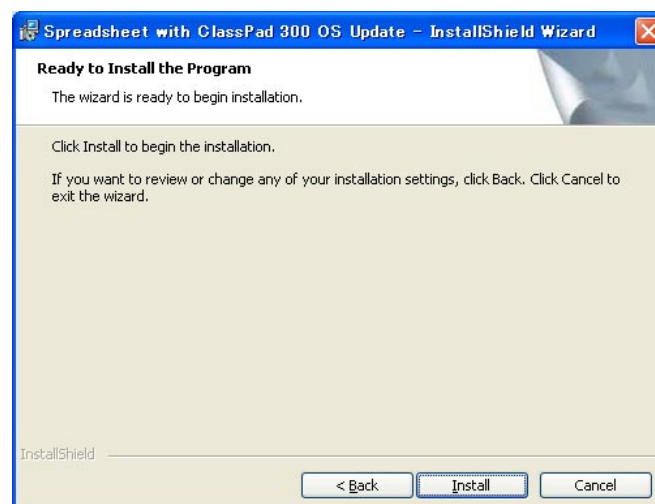 Spreadsheet with ClassPad 300 OS Update - InstallShield Wizard
Ready to Install the Program
The wizard is ready to begin installation.
Click Install to begin the installation.
If you want to review or change any of your installation settings, click Back. Click Cancel to
exit the wizard.
InstallShield
< Back Install Cancel